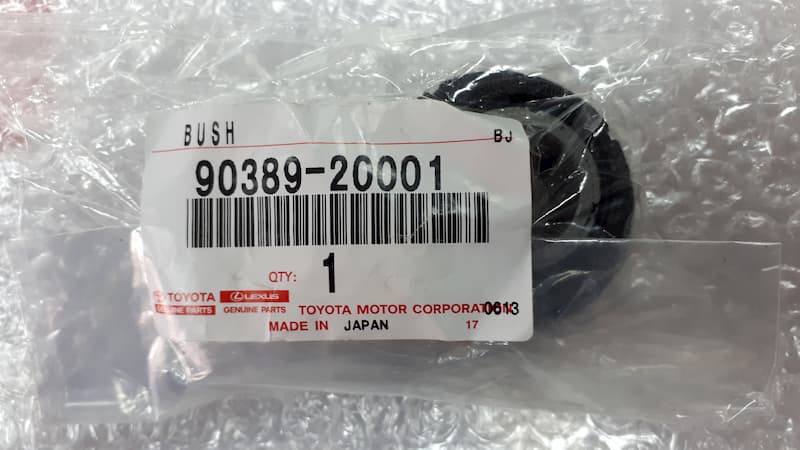 BUSH BJ
90389-20001
QTY: 1
TOYOTA LEXUS
GENUINE PARTS GENUINE PARTS TOYOTA MOTOR CORPORATION 0613
MADE IN JAPAN 17